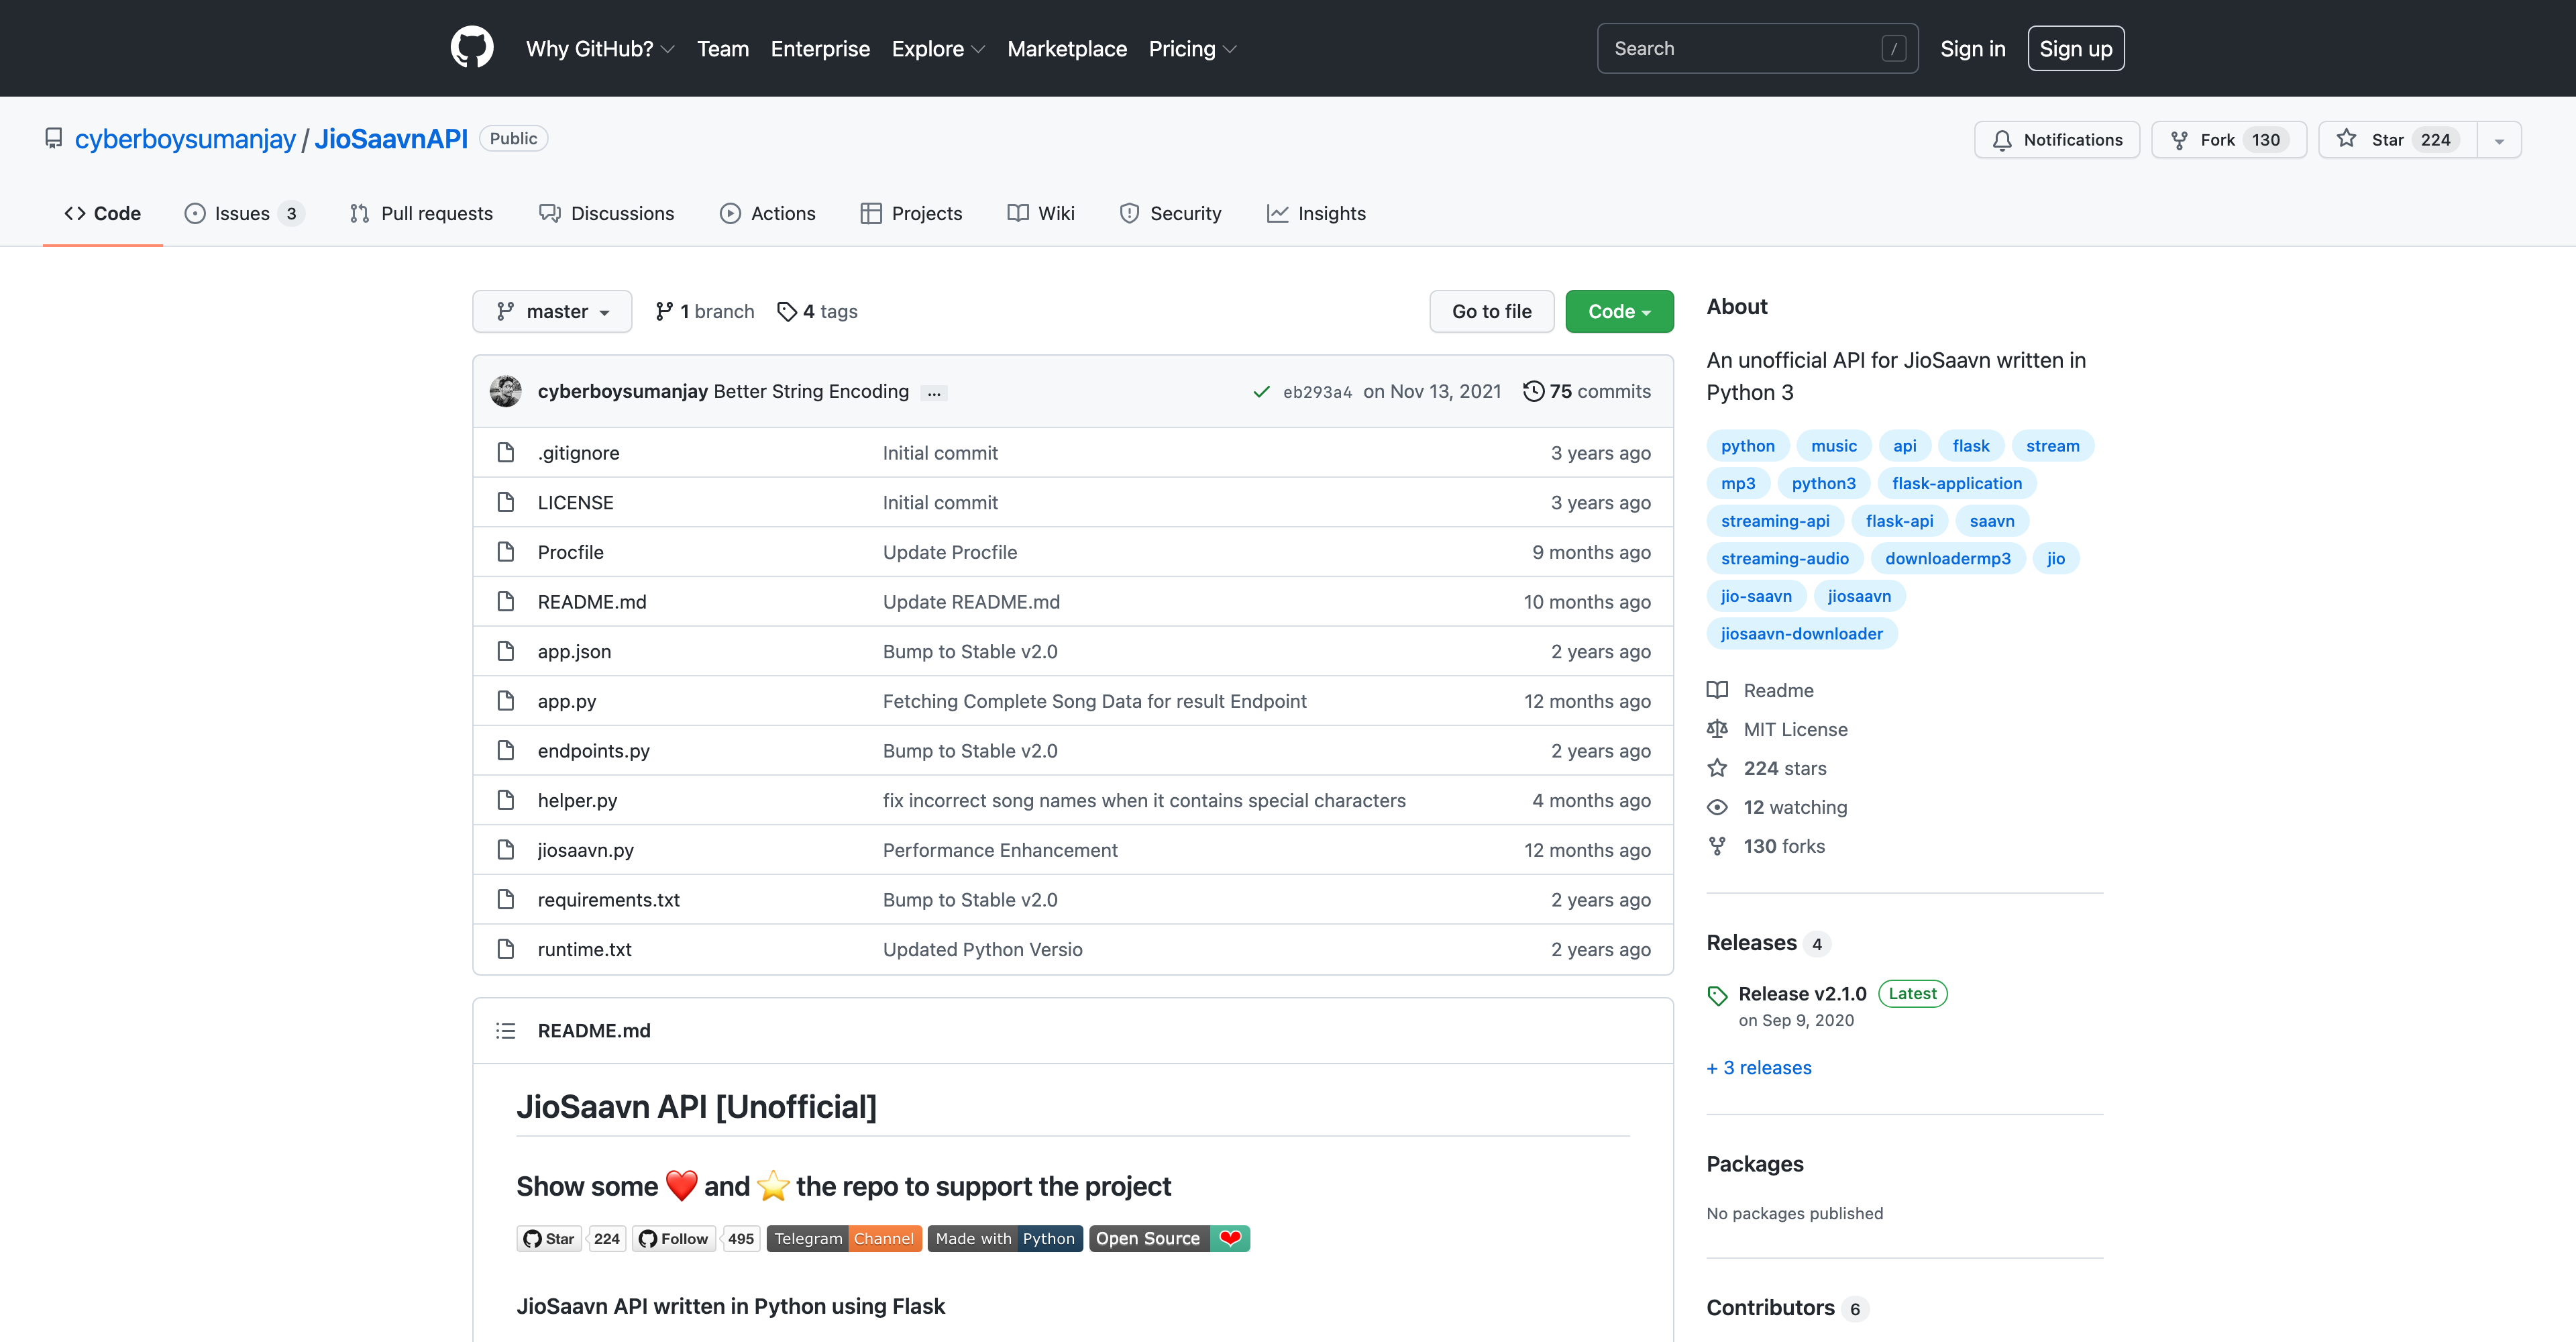 Why GitHub? Team Enterprise Explore Marketplace Pricing Search / Sign in Sign up
cyberboysumanjay / JioSaavnAPI Public Notifications Fork 130 Star 224
Code Issues 3 Pull requests Discussions Actions Projects Wiki Security Insights
master 1 branch 4 tags Go to file Code
cyberboysumanjay Better String Encoding ... eb293a4 on Nov 13, 2021 75 commits
.gitignore Initial commit 3 years ago
LICENSE Initial commit 3 years ago
Procfile Update Procfile 9 months ago
README.md Update README.md 10 months ago
app.json Bump to Stable v2.0 2 years ago
app.py Fetching Complete Song Data for result Endpoint 12 months ago
endpoints.py Bump to Stable v2.0 2 years ago
helper.py fix incorrect song names when it contains special characters 4 months ago
jiosaavn.py Performance Enhancement 12 months ago
requirements.txt Bump to Stable v2.0 2 years ago
runtime.txt Updated Python Versio 2 years ago
README.md
JioSaavn API [Unofficial]
Show some ❤️ and ⭐ the repo to support the project
Star 224 Follow 495 Telegram Channel Made with Python Open Source
JioSaavn API written in Python using Flask
About
An unofficial API for JioSaavn written in
Python 3
python music api flask stream
mp3 python3 flask-application
streaming-api flask-api saavn
streaming-audio downloadermp3 jio
jio-saavn jiosaavn
jiosaavn-downloader
Readme
MIT License
224 stars
12 watching
130 forks
Releases 4
Release v2.1.0 Latest
on Sep 9, 2020
+ 3 releases
Packages
No packages published
Contributors 6